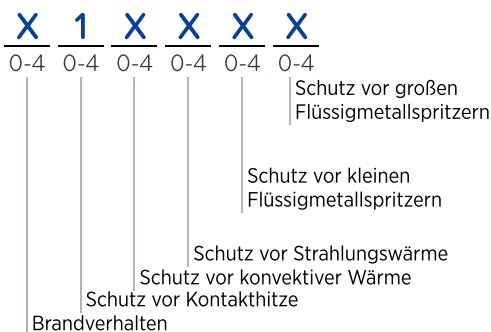 X 1 X X X X
0-4 0-4 0-4 0-4 0-4 0-4
Schutz vor großen
Flüssigmetallspritzern
Schutz vor kleinen
Flüssigmetallspritzern
Schutz vor Strahlungswärme
Schutz vor konvektiver Wärme
Schutz vor Kontakthitze
Brandverhalten